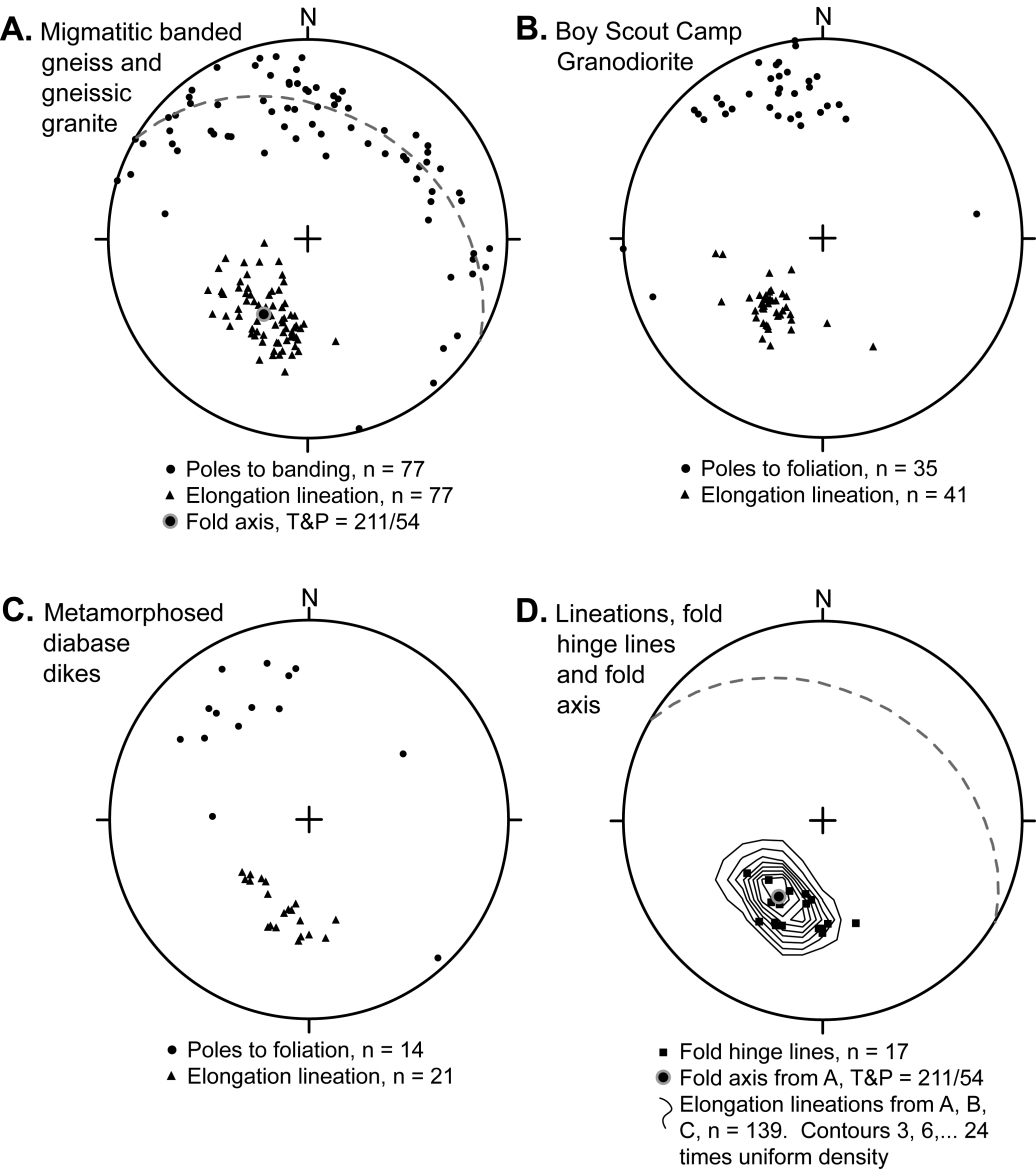 N
A. Migmatitic banded
gneiss and
gneissic
granite
Poles to banding, n = 77
Elongation lineation, n = 77
Fold axis, T&P = 211/54
N
B. Boy Scout Camp
Granodiorite
Poles to foliation, n = 35
Elongation lineation, n = 41
N
C. Metamorphosed
diabase
dikes
Poles to foliation, n = 14
Elongation lineation, n = 21
N
D. Lineations, fold
hinge lines
and fold
axis
Fold hinge lines, n = 17
Fold axis from A, T&P = 211/54
Elongation lineations from A, B,
C, n = 139. Contours 3, 6,... 24
times uniform density